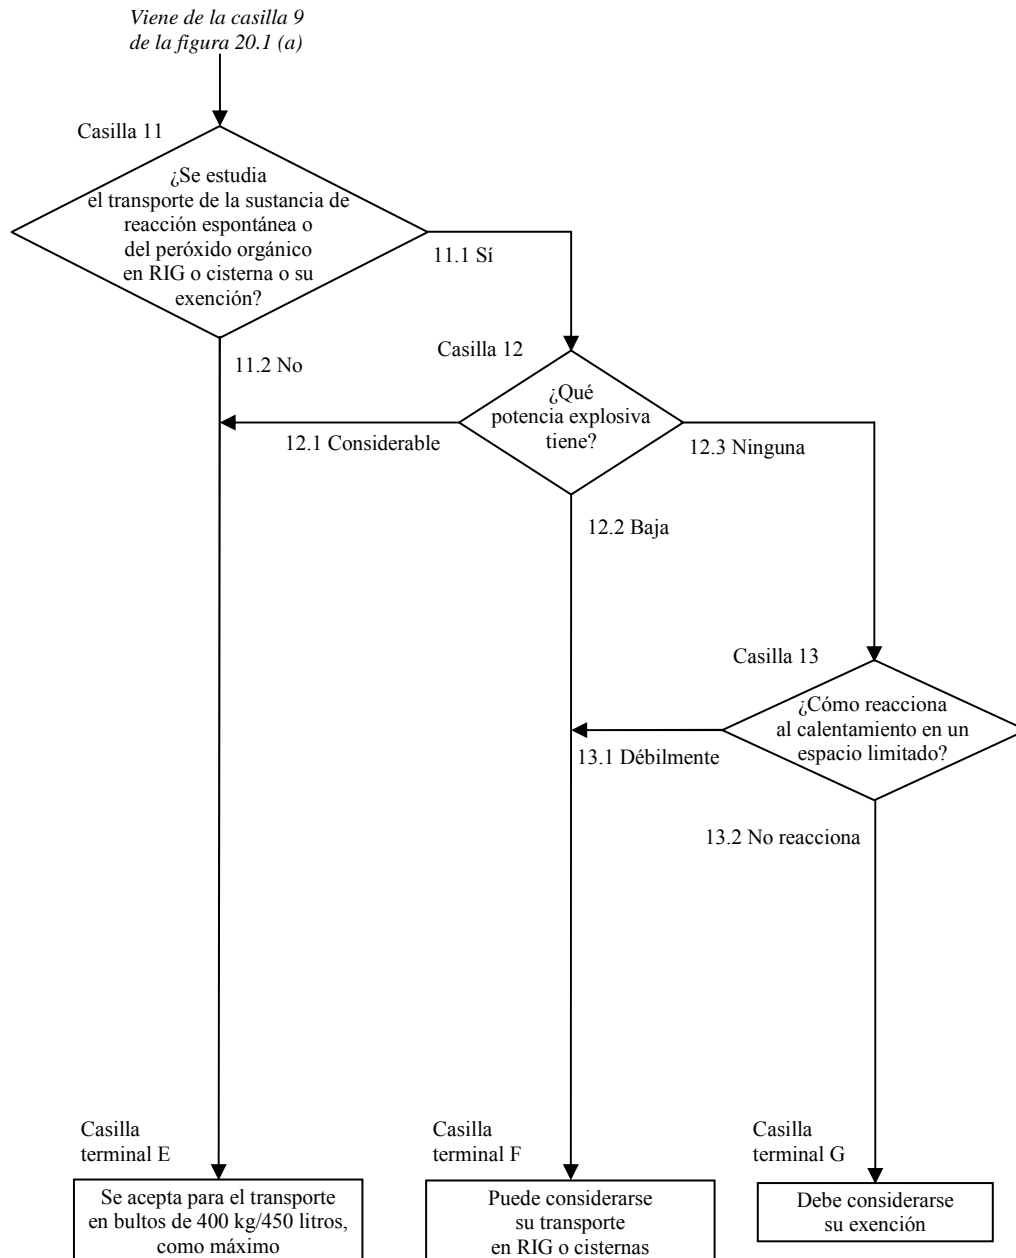 Viene de la casilla 9
de la figura 20.1 (a)
Casilla 11
¿Se estudia
el transporte de la sustancia de
reacción espontánea o
del peróxido orgánico
en RIG o cisterna o su
exención?
11.1 Sí
11.2 No
Casilla 12
¿Qué
potencia explosiva
tiene?
12.1 Considerable
12.3 Ninguna
12.2 Baja
Casilla 13
¿Cómo reacciona
al calentamiento en un
espacio limitado?
13.1 Débilmente
13.2 No reacciona
Casilla
terminal E
Se acepta para el transporte
en bultos de 400 kg/450 litros,
como máximo
Casilla
terminal F
Puede considerarse
su transporte
en RIG o cisternas
Casilla
terminal G
Debe considerarse
su exención